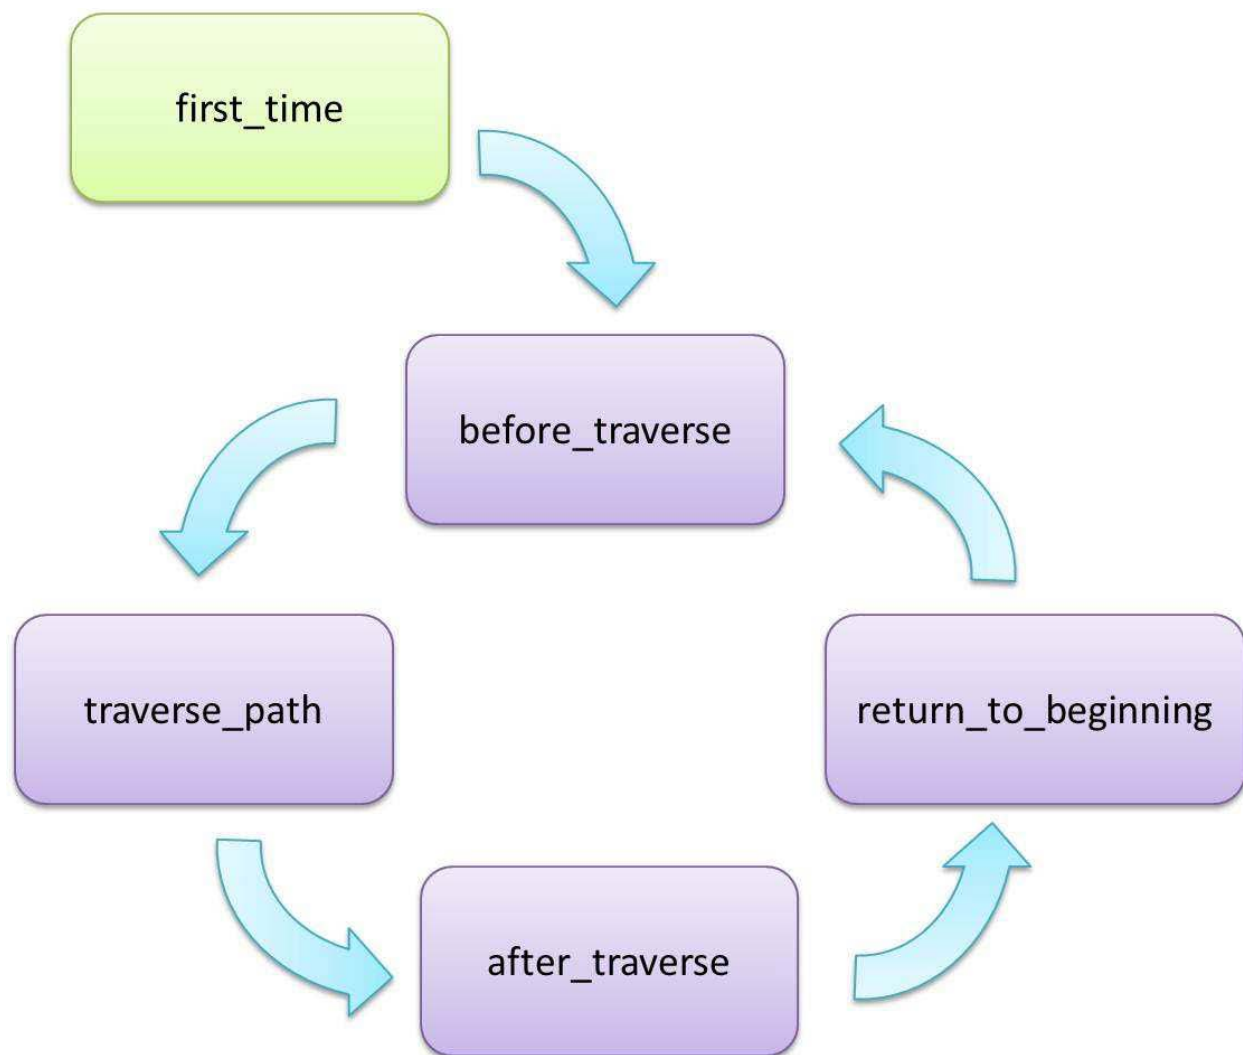 first_time
before_traverse
traverse_path
return_to_beginning
after_traverse